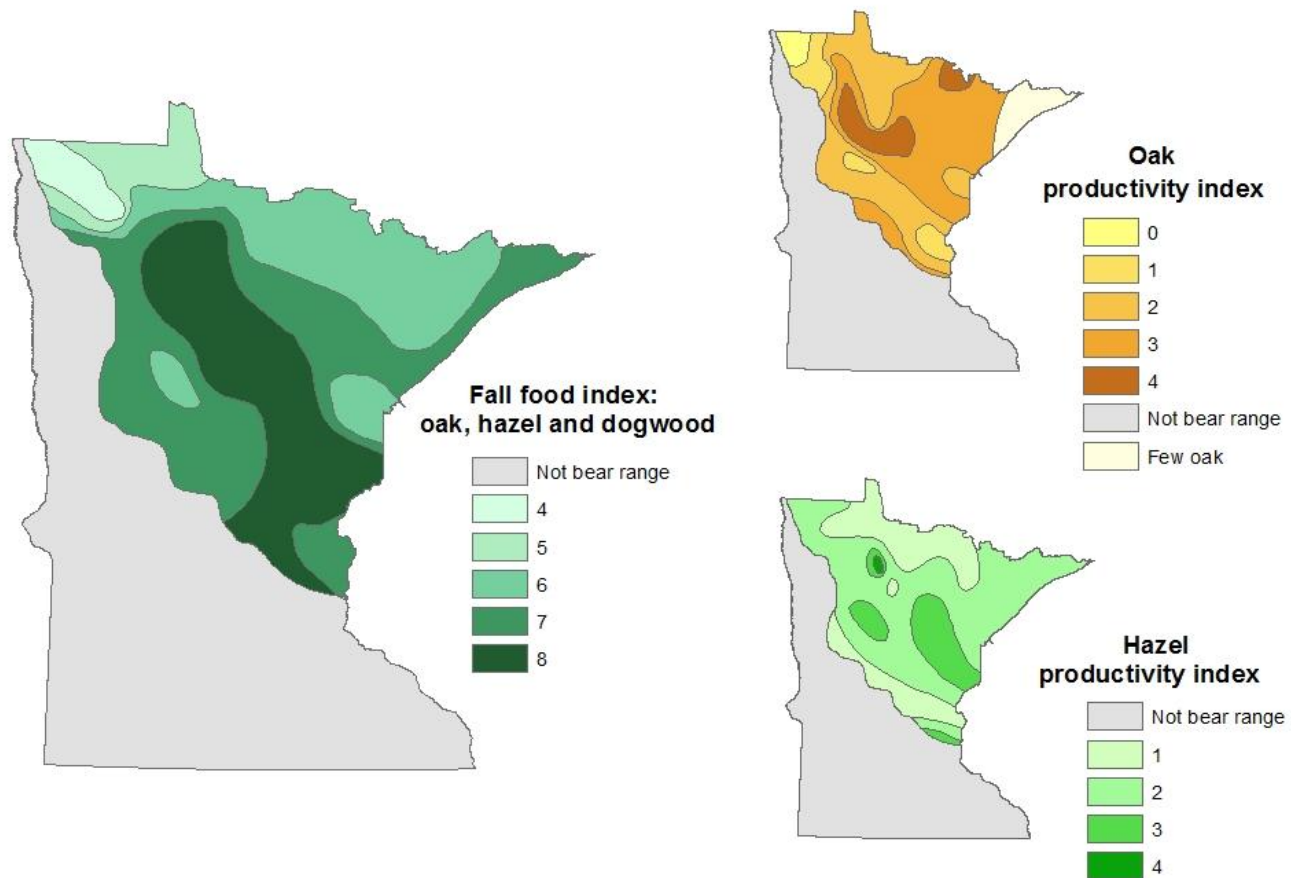 Fall food index:
oak, hazel and dogwood
Not bear range
4
5
6
7
8
Oak
productivity index
0
1
2
3
4
Not bear range
Few oak
Hazel
productivity index
Not bear range
1
2
3
4